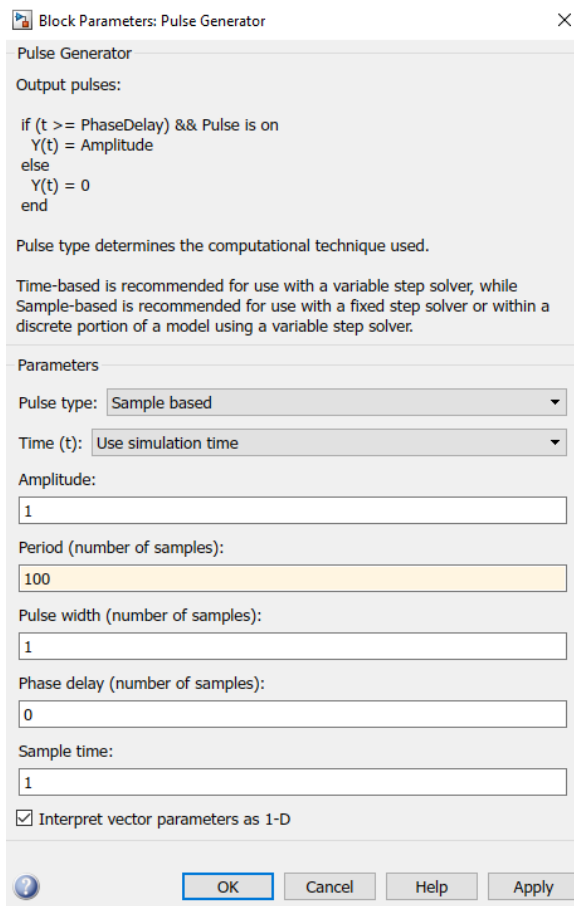 Block Parameters: Pulse Generator
Pulse Generator
Output pulses:
if (t >= PhaseDelay) && Pulse is on
Y(t) = Amplitude
else
Y(t) = 0
end
Pulse type determines the computational technique used.
Time-based is recommended for use with a variable step solver, while
Sample-based is recommended for use with a fixed step solver or within a
discrete portion of a model using a variable step solver.
Parameters
Pulse type: Sample based
Time (t): Use simulation time
Amplitude:
1
Period (number of samples):
100
Pulse width (number of samples):
1
Phase delay (number of samples):
0
Sample time:
1
Interpret vector parameters as 1-D
? OK Cancel Help Apply